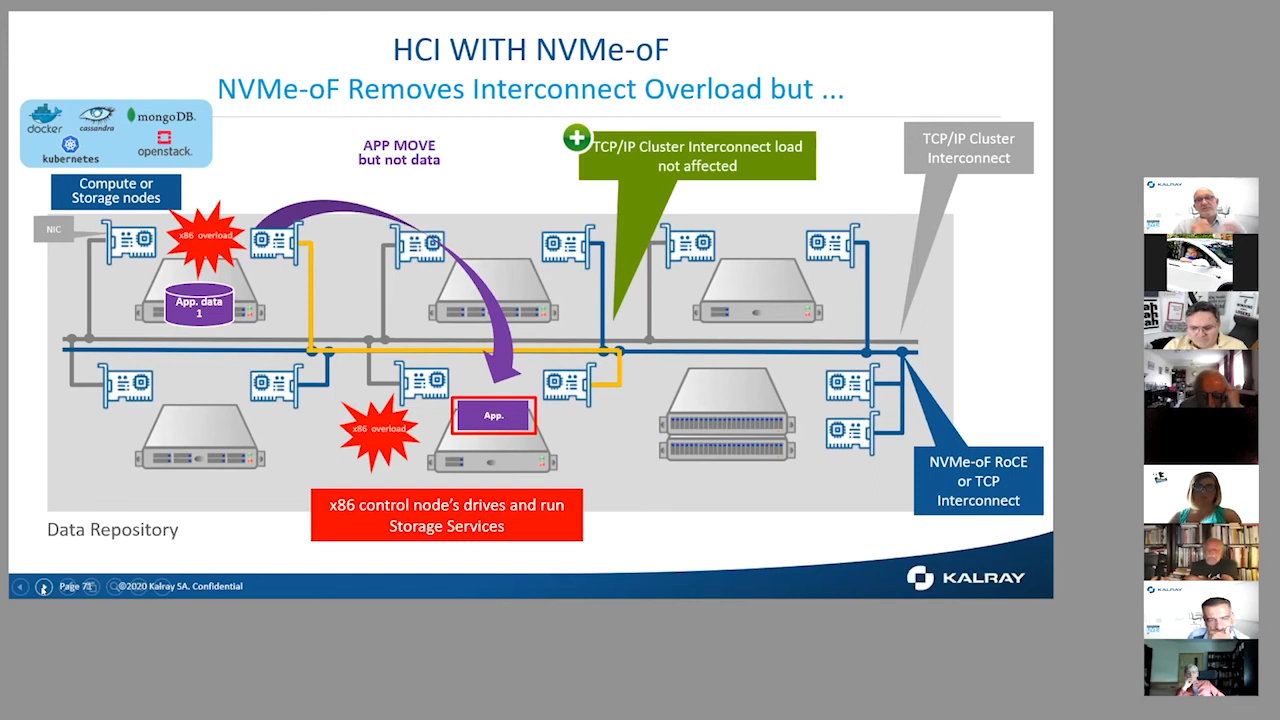 HCI WITH NVMe-oF
NVMe-oF Removes Interconnect Overload but ...
docker
cassandra
mongoDB.
kubernetes
openstack.
APP MOVE
but not data
TCP/IP Cluster Interconnect load
not affected
TCP/IP Cluster
Interconnect
Compute or
Storage nodes
NIC
x86 overload
App. data
1
x86 overload
App.
x86 control node's drives and run
Storage Services
NVMe-oF RoCE
or TCP
Interconnect
Data Repository
Page 71
©2020 Kalray SA. Confidential
KALRAY
KALRAY
KALRAY